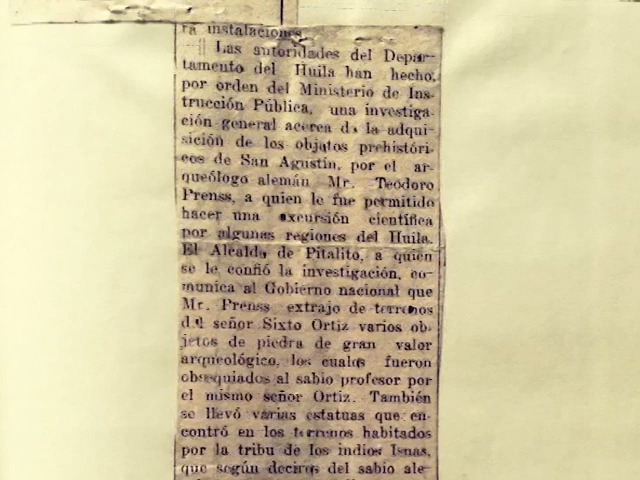 ra instalaciones
Las autoridades del Depar-
tamento del Huila han hecho,
por orden del Ministerio de Ins-
trucción Pública, una investiga-
ción general acerca de la adqui-
sición de los objetos prehistóri-
cos de San Agustín, por el ar-
queólogo alemán Mr. Teodoro
Prenss, a quien le fue permitido
hacer una excursión científica
por algunas regiones del Huila.
El Alcalde de Pitalito, a quien
se le confió la investigación, co-
munica al Gobierno nacional que
Mr. Prenss extrajo de terrenos
del señor Sixto Ortiz varios ob-
jetos de piedra de gran valor
arqueológico, los cuales fueron
obsequiados al sabio profesor por
el mismo señor Ortiz. También
se llevó varias estatuas que en-
contró en los terrenos habitados
por la tribu de los indios Isnas,
que según decires del sabio ale-